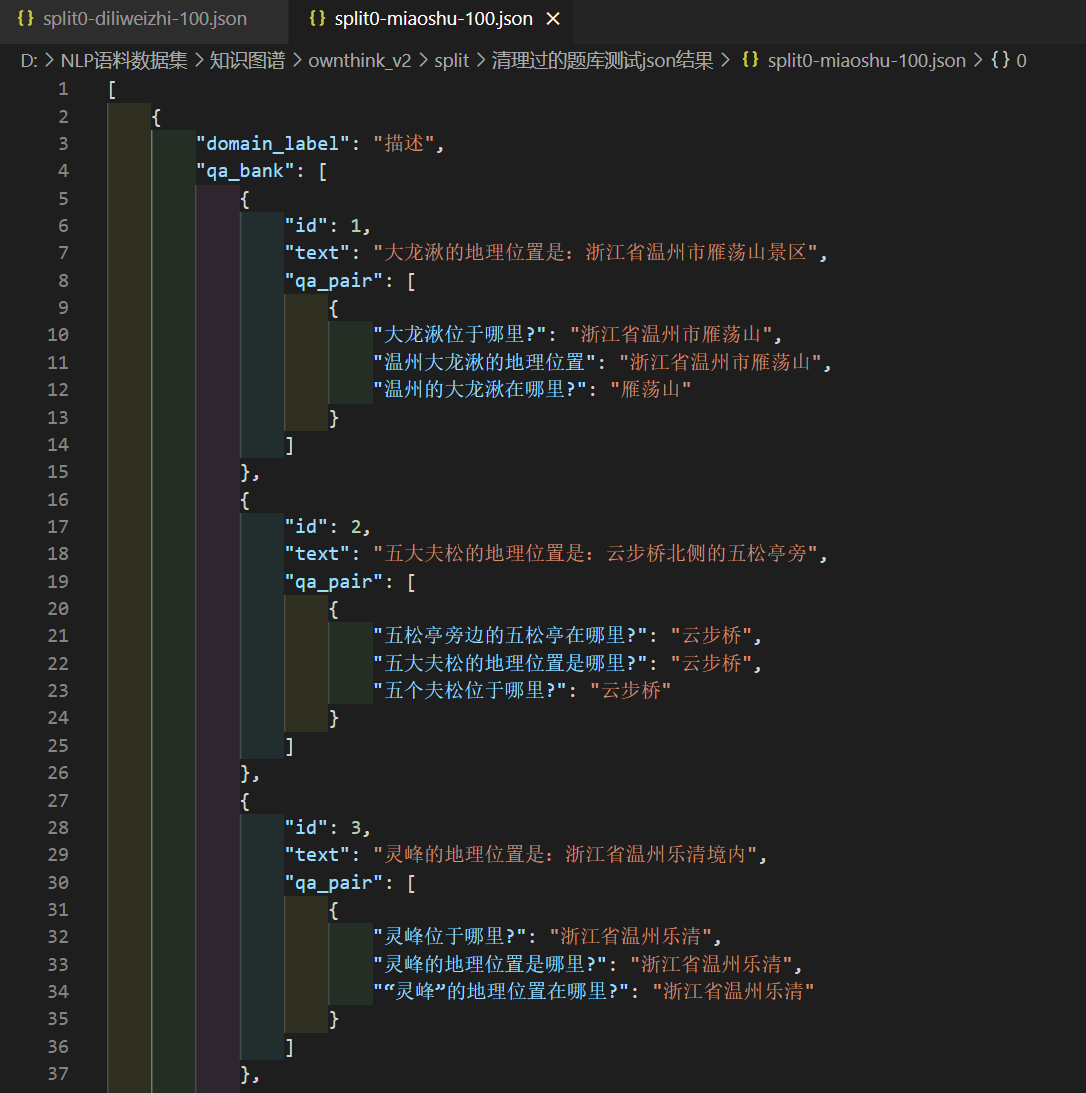 {} split0-diliweizhi-100.json {} split0-miaoshu-100.json ×
D: > NLP语料数据集 > 知识图谱 > ownthink_v2 > split > 清理过的题库测试json结果 > {} split0-miaoshu-100.json > {} 0
1 [
2 {
3 "domain_label": "描述",
4 "qa_bank": [
5 {
6 "id": 1,
7 "text": "大龙湫的地理位置是：浙江省温州市雁荡山景区",
8 "qa_pair": [
9 {
10 "大龙湫位于哪里?": "浙江省温州市雁荡山",
11 "温州大龙湫的地理位置": "浙江省温州市雁荡山",
12 "温州的大龙湫在哪里?": "雁荡山"
13 }
14 ]
15 },
16 {
17 "id": 2,
18 "text": "五大夫松的地理位置是：云步桥北侧的五松亭旁",
19 "qa_pair": [
20 {
21 "五松亭旁边的五松亭在哪里?": "云步桥",
22 "五大夫松的地理位置是哪里?": "云步桥",
23 "五个夫松位于哪里?": "云步桥"
24 }
25 ]
26 },
27 {
28 "id": 3,
29 "text": "灵峰的地理位置是：浙江省温州乐清境内",
30 "qa_pair": [
31 {
32 "灵峰位于哪里?": "浙江省温州乐清",
33 "灵峰的地理位置是哪里?": "浙江省温州乐清",
34 "“灵峰”的地理位置在哪里?": "浙江省温州乐清"
35 }
36 ]
37 },